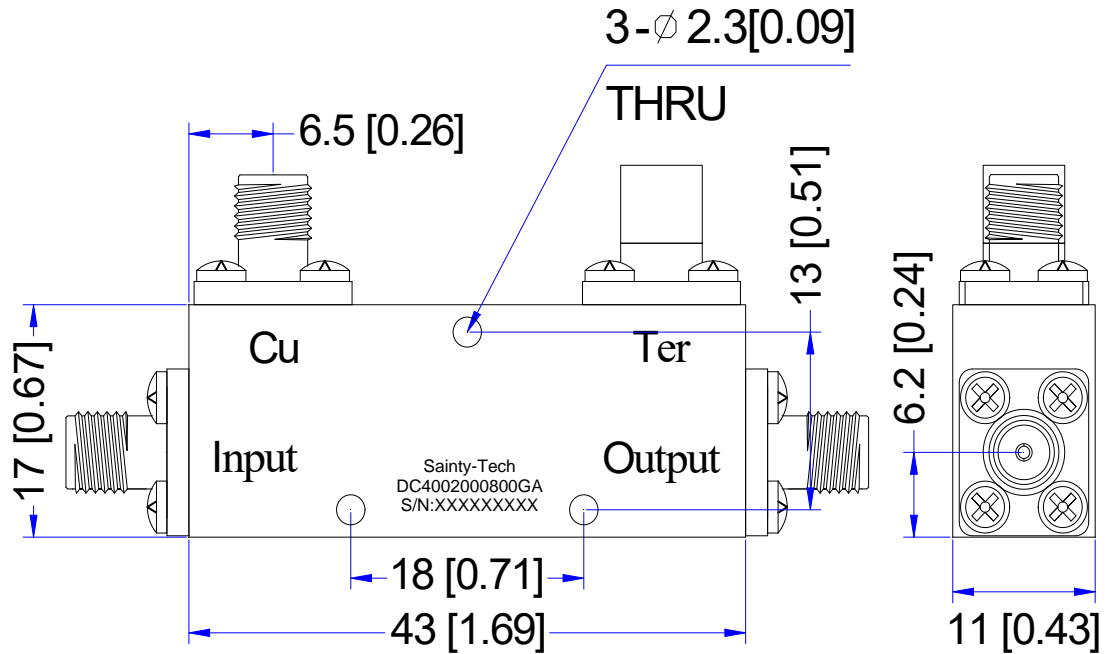 3-∅ 2.3[0.09]
THRU
6.5 [0.26]
13 [0.51]
6.2 [0.24]
17 [0.67]
Cu
Ter
Input
Output
Sainty-Tech
DC4002000800GA
S/N:XXXXXXXXX
18 [0.71]
43 [1.69]
11 [0.43]